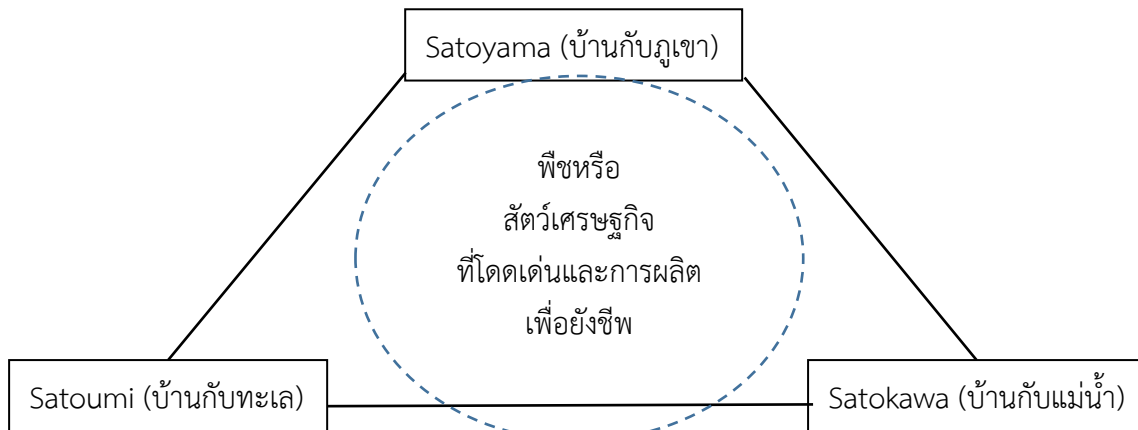 Satoyama (บ้านกับภูเขา)
พืชหรือ
สัตว์เศรษฐกิจ
ที่โดดเด่นและการผลิต
เพื่อยังชีพ
Satoumi (บ้านกับทะเล)
Satokawa (บ้านกับแม่น้ำ)